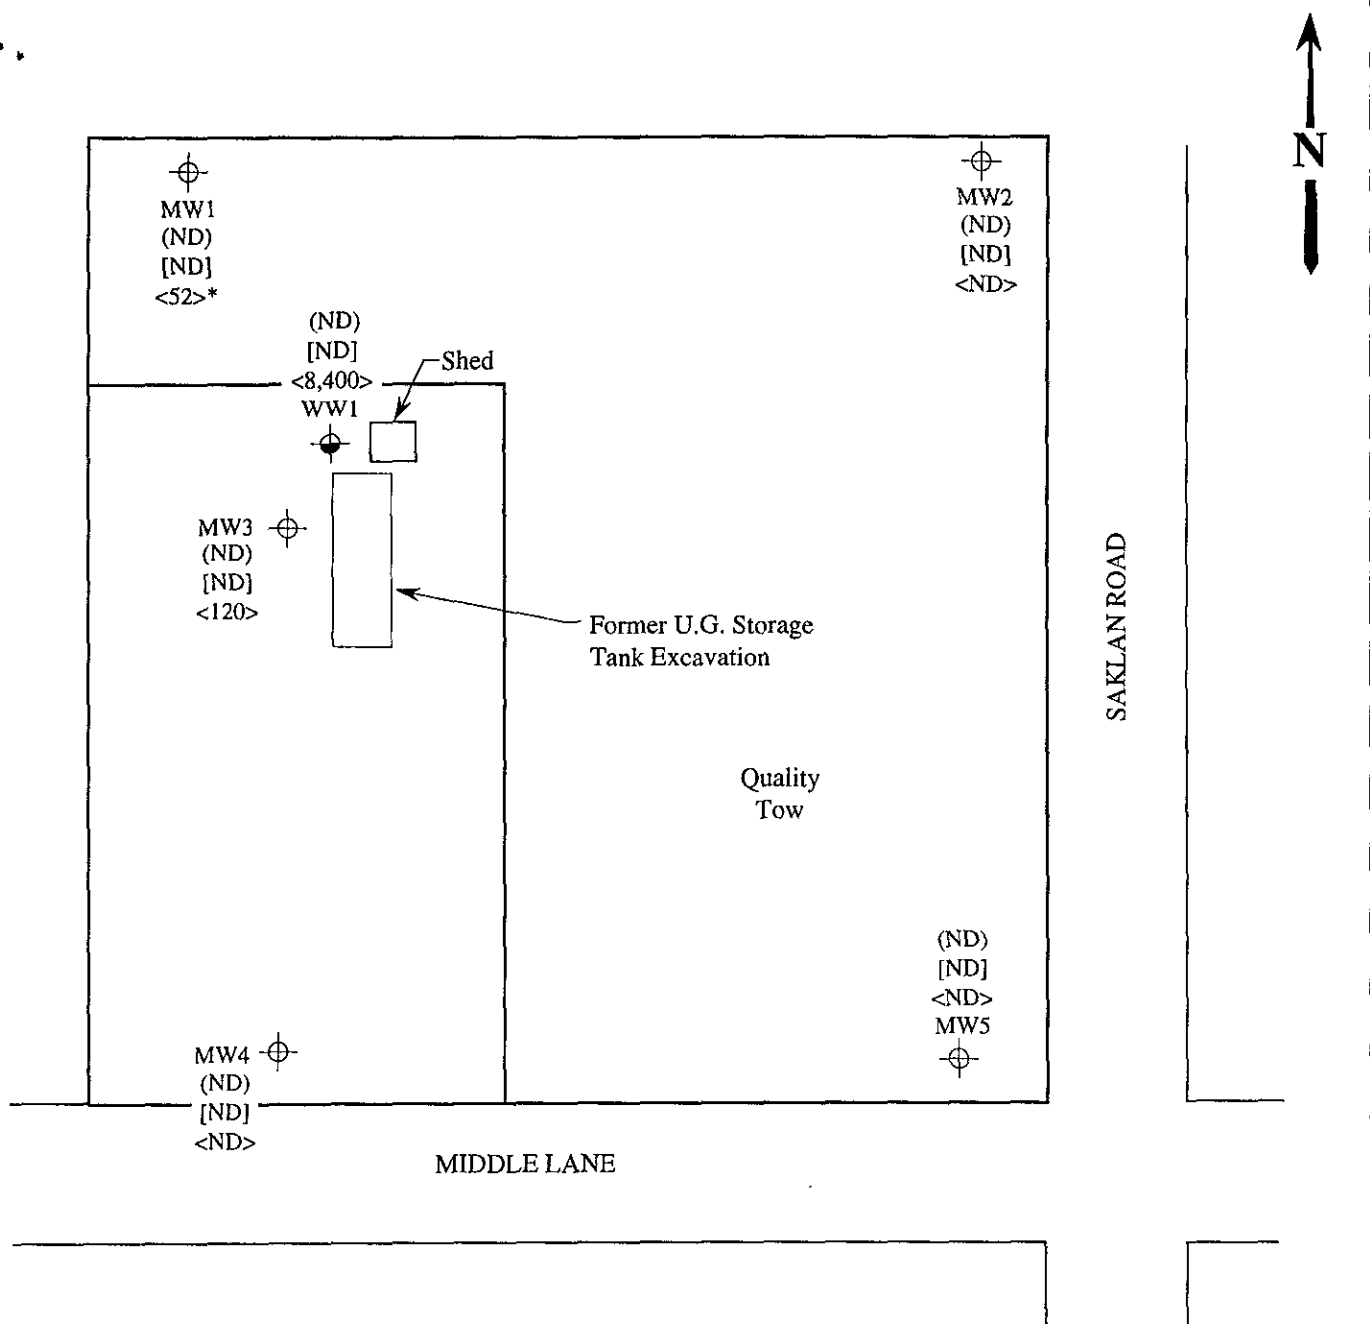 N
MW1
(ND)
[ND]
<52>*
MW2
(ND)
[ND]
<ND>
(ND)
[ND]
<8,400>
WW1
Shed
MW3
(ND)
[ND]
<120>
Former U.G. Storage
Tank Excavation
SAKLAN ROAD
Quality
Tow
(ND)
[ND]
<ND>
MW5
MW4
(ND)
[ND]
<ND>
MIDDLE LANE